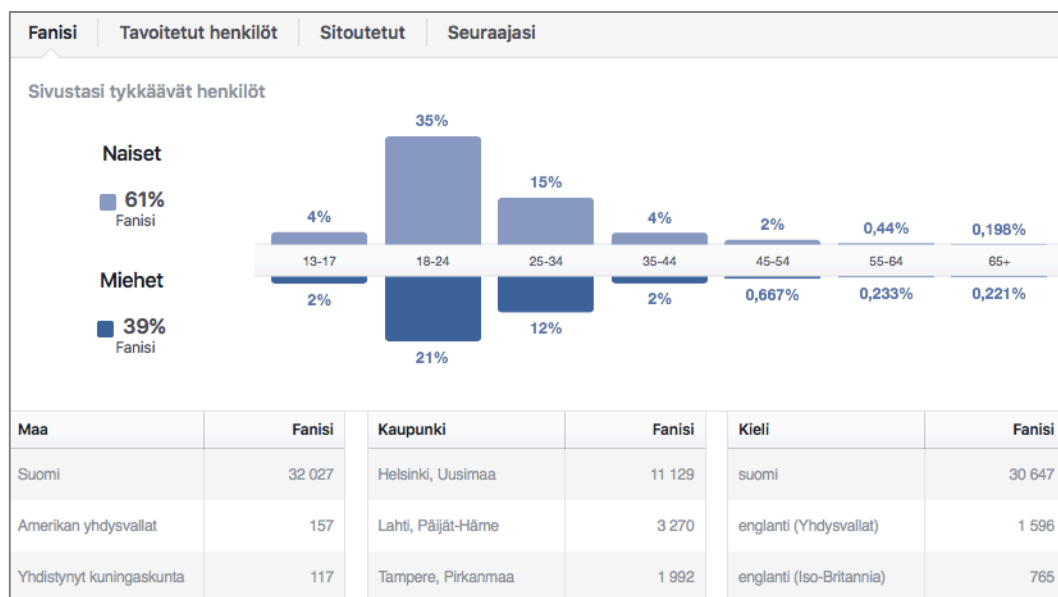 Fanisi Tavoitetut henkilöt Sitoutetut Seuraajasi
Sivustasi tykkäävät henkilöt
Naiset
61%
Fanisi
35%
15%
4%
4%
2%
0,44%
0,198%
13-17 18-24 25-34 35-44 45-54 55-64 65+
Miehet
39%
Fanisi
2%
21%
12%
2%
0,667%
0,233%
0,221%
Maa Fanisi Kaupunki Fanisi Kieli Fanisi
Suomi 32 027 Helsinki, Uusimaa 11 129 suomi 30 647
Amerikan yhdysvallat 157 Lahti, Päijät-Häme 3 270 englanti (Yhdysvallat) 1 596
Yhdistynyt kuningaskunta 117 Tampere, Pirkanmaa 1 992 englanti (Iso-Britannia) 765